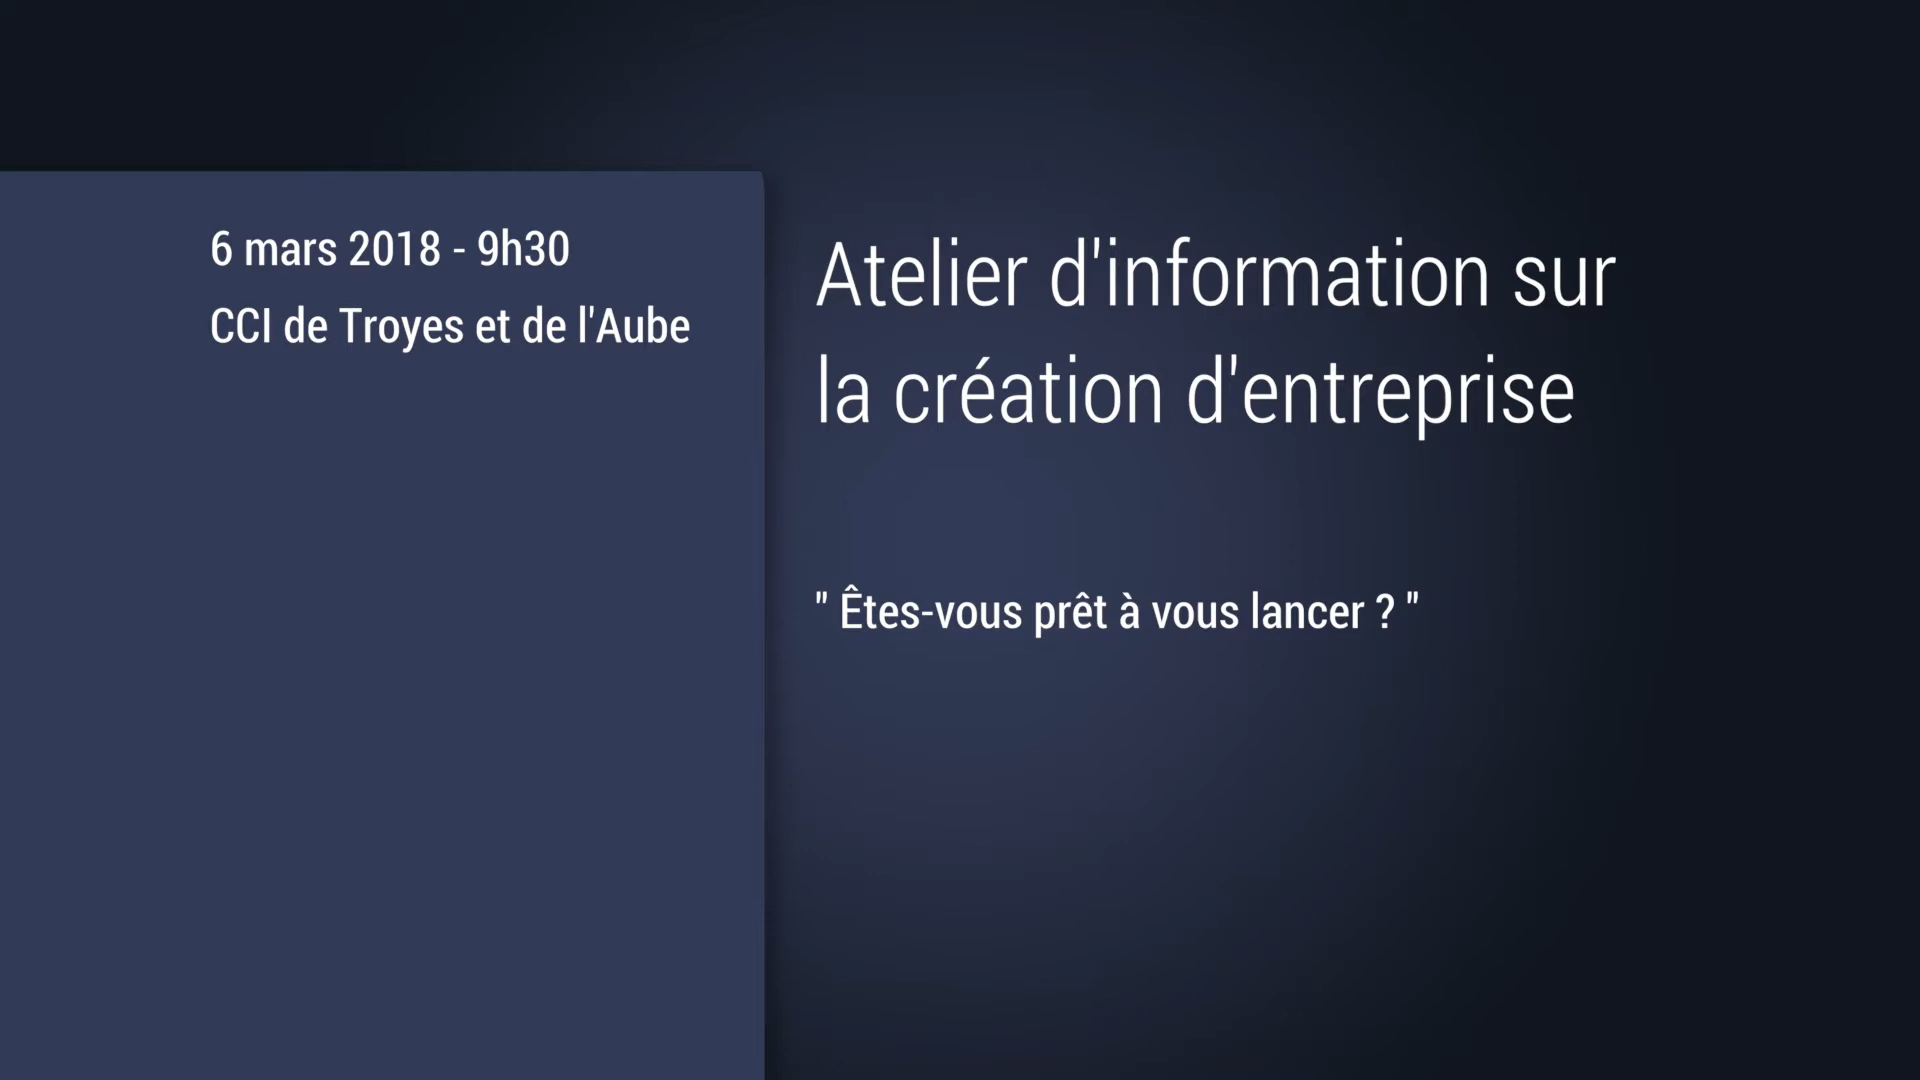 6 mars 2018 - 9h30
CCI de Troyes et de l'Aube
Atelier d'information sur
la création d'entreprise
" Êtes-vous prêt à vous lancer ? "